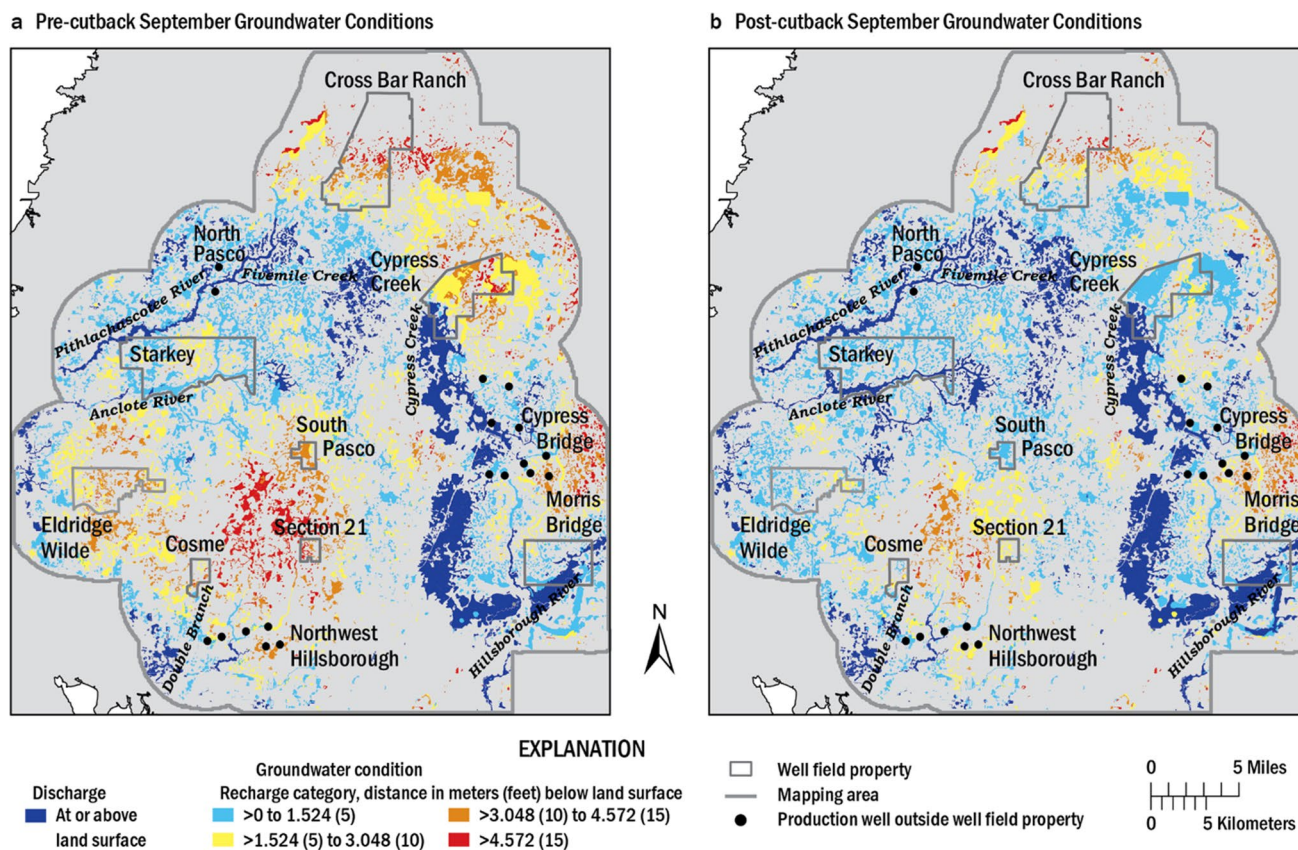 a Pre-cutback September Groundwater Conditions
Cross Bar Ranch
North
Pasco
Cypress
Creek
Fivemile Creek
Pithlachascotee River
Starkey
Cypress Creek
Anclote River
South
Pasco
Cypress
Bridge
Eldridge
Wilde
Section 21
Morris
Bridge
Cosme
Double Branch
Northwest
Hillsborough
Hillsborough River
N
b Post-cutback September Groundwater Conditions
Cross Bar Ranch
North
Pasco
Cypress
Creek
Fivemile Creek
Pithlachascotee River
Starkey
Cypress Creek
Anclote River
South
Pasco
Cypress
Bridge
Eldridge
Wilde
Section 21
Morris
Bridge
Cosme
Double Branch
Northwest
Hillsborough
Hillsborough River
EXPLANATION
Groundwater condition
Discharge
Recharge category, distance in meters (feet) below land surface
At or above
land surface
>0 to 1.524 (5)
>3.048 (10) to 4.572 (15)
>1.524 (5) to 3.048 (10)
>4.572 (15)
Well field property
Mapping area
Production well outside well field property
0 5 Miles
0 5 Kilometers